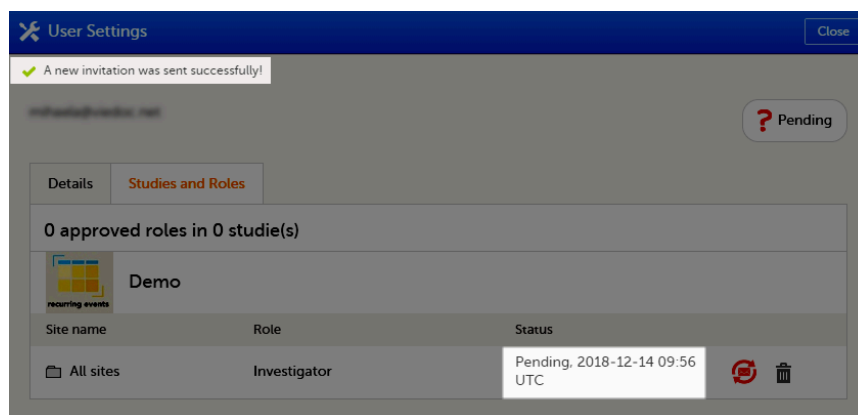 User Settings
Close
A new invitation was sent successfully!
Pending
Details
Studies and Roles
0 approved roles in 0 studie(s)
recurring events
Demo
Site name
Role
Status
All sites
Investigator
Pending, 2018-12-14 09:56
UTC